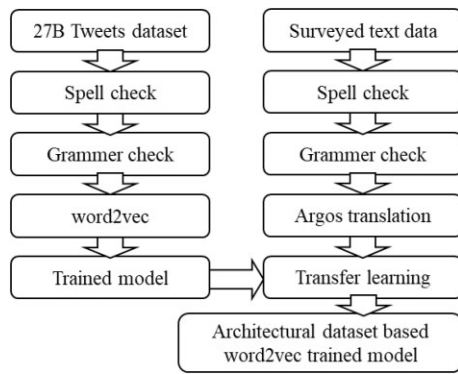 27B Tweets dataset
Spell check
Grammer check
word2vec
Trained model
Surveyed text data
Spell check
Grammer check
Argos translation
Transfer learning
Architectural dataset based
word2vec trained model